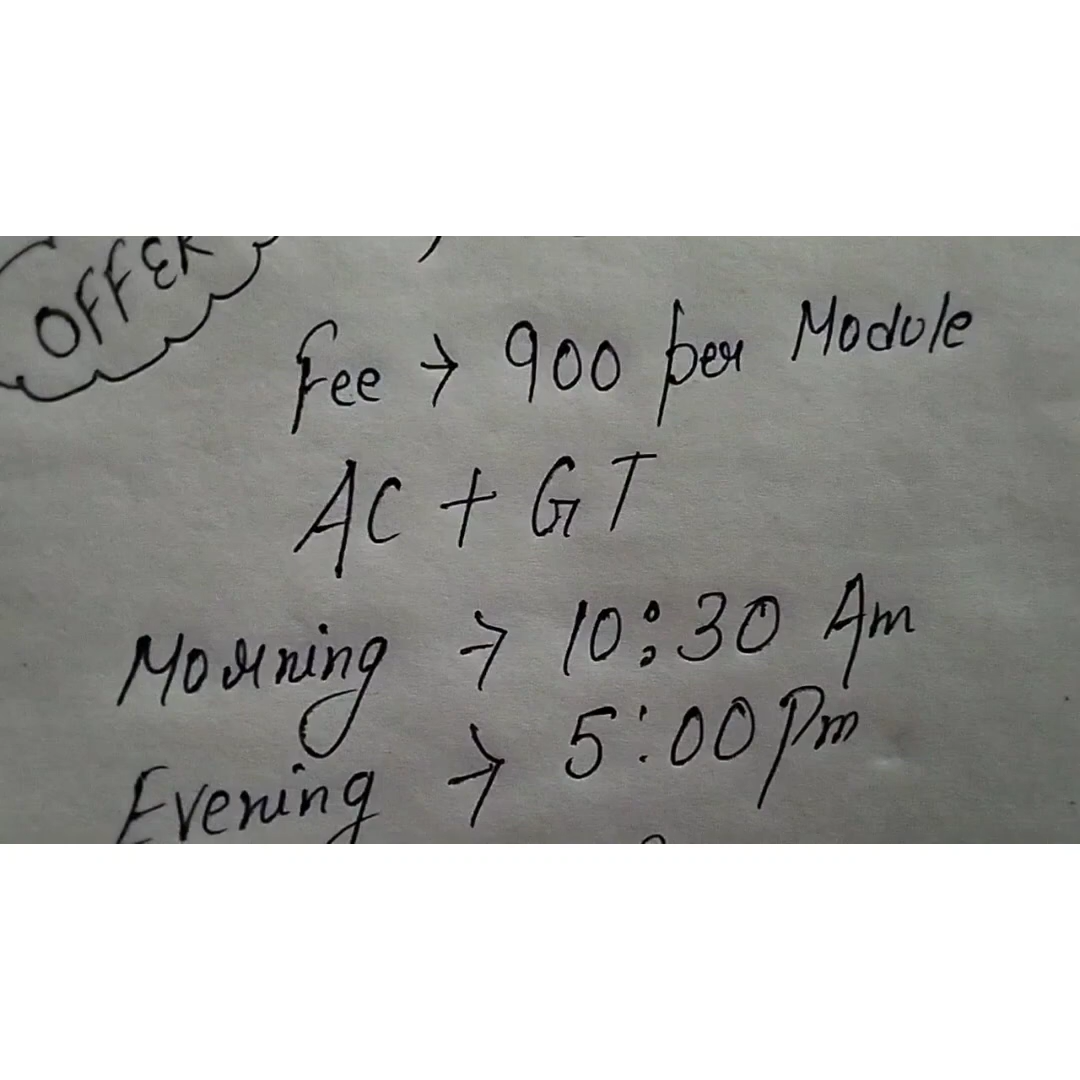 OFFER
Fee → 900 per Module
AC + GT
Morning → 10:30 Am
Evening → 5:00 Pm